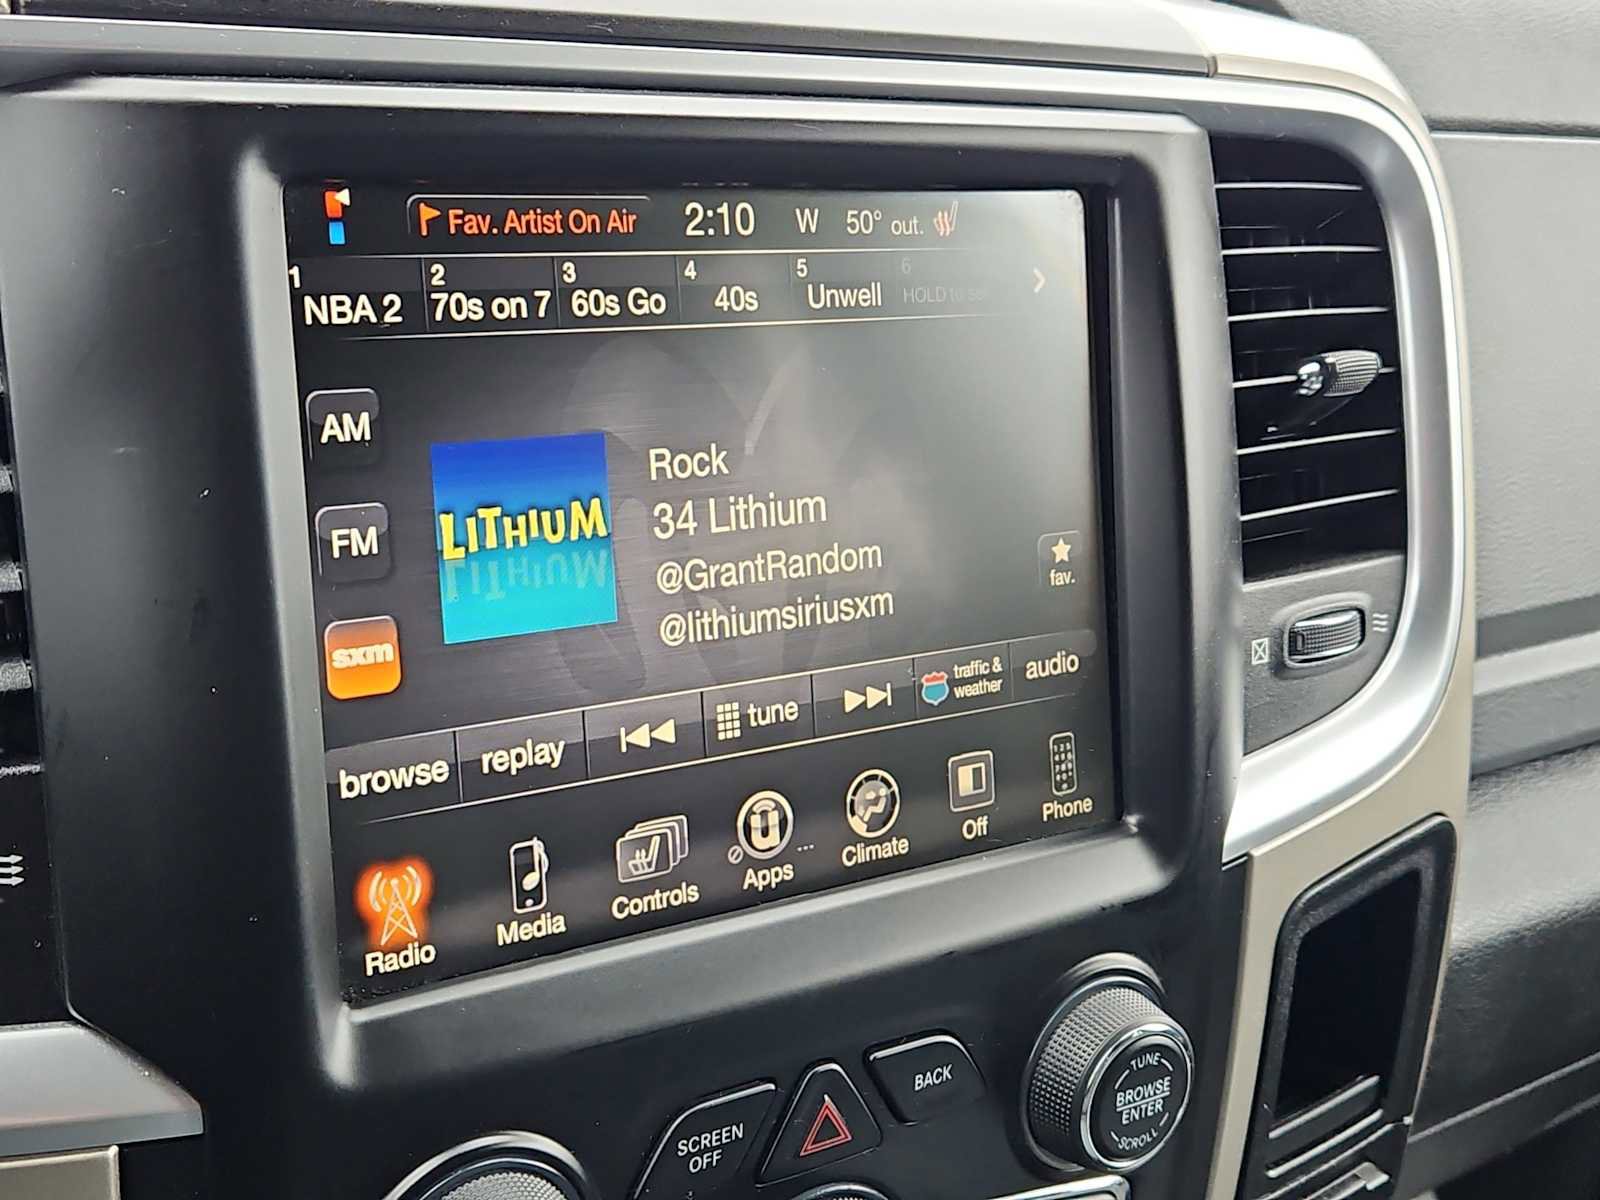 Fav. Artist On Air 2:10 W 50° out.
1 2 3 4 5 6
NBA 2 70s on 7 60s Go 40s Unwell HOLD to
AM
FM
sxm
LITHIUM
Rock
34 Lithium
@GrantRandom
@lithiumsiriusxm
fav.
browse replay tune traffic & weather audio
Radio Media Controls Apps Climate Off Phone
SCREEN OFF
BACK
TUNE
BROWSE
ENTER
SCROLL